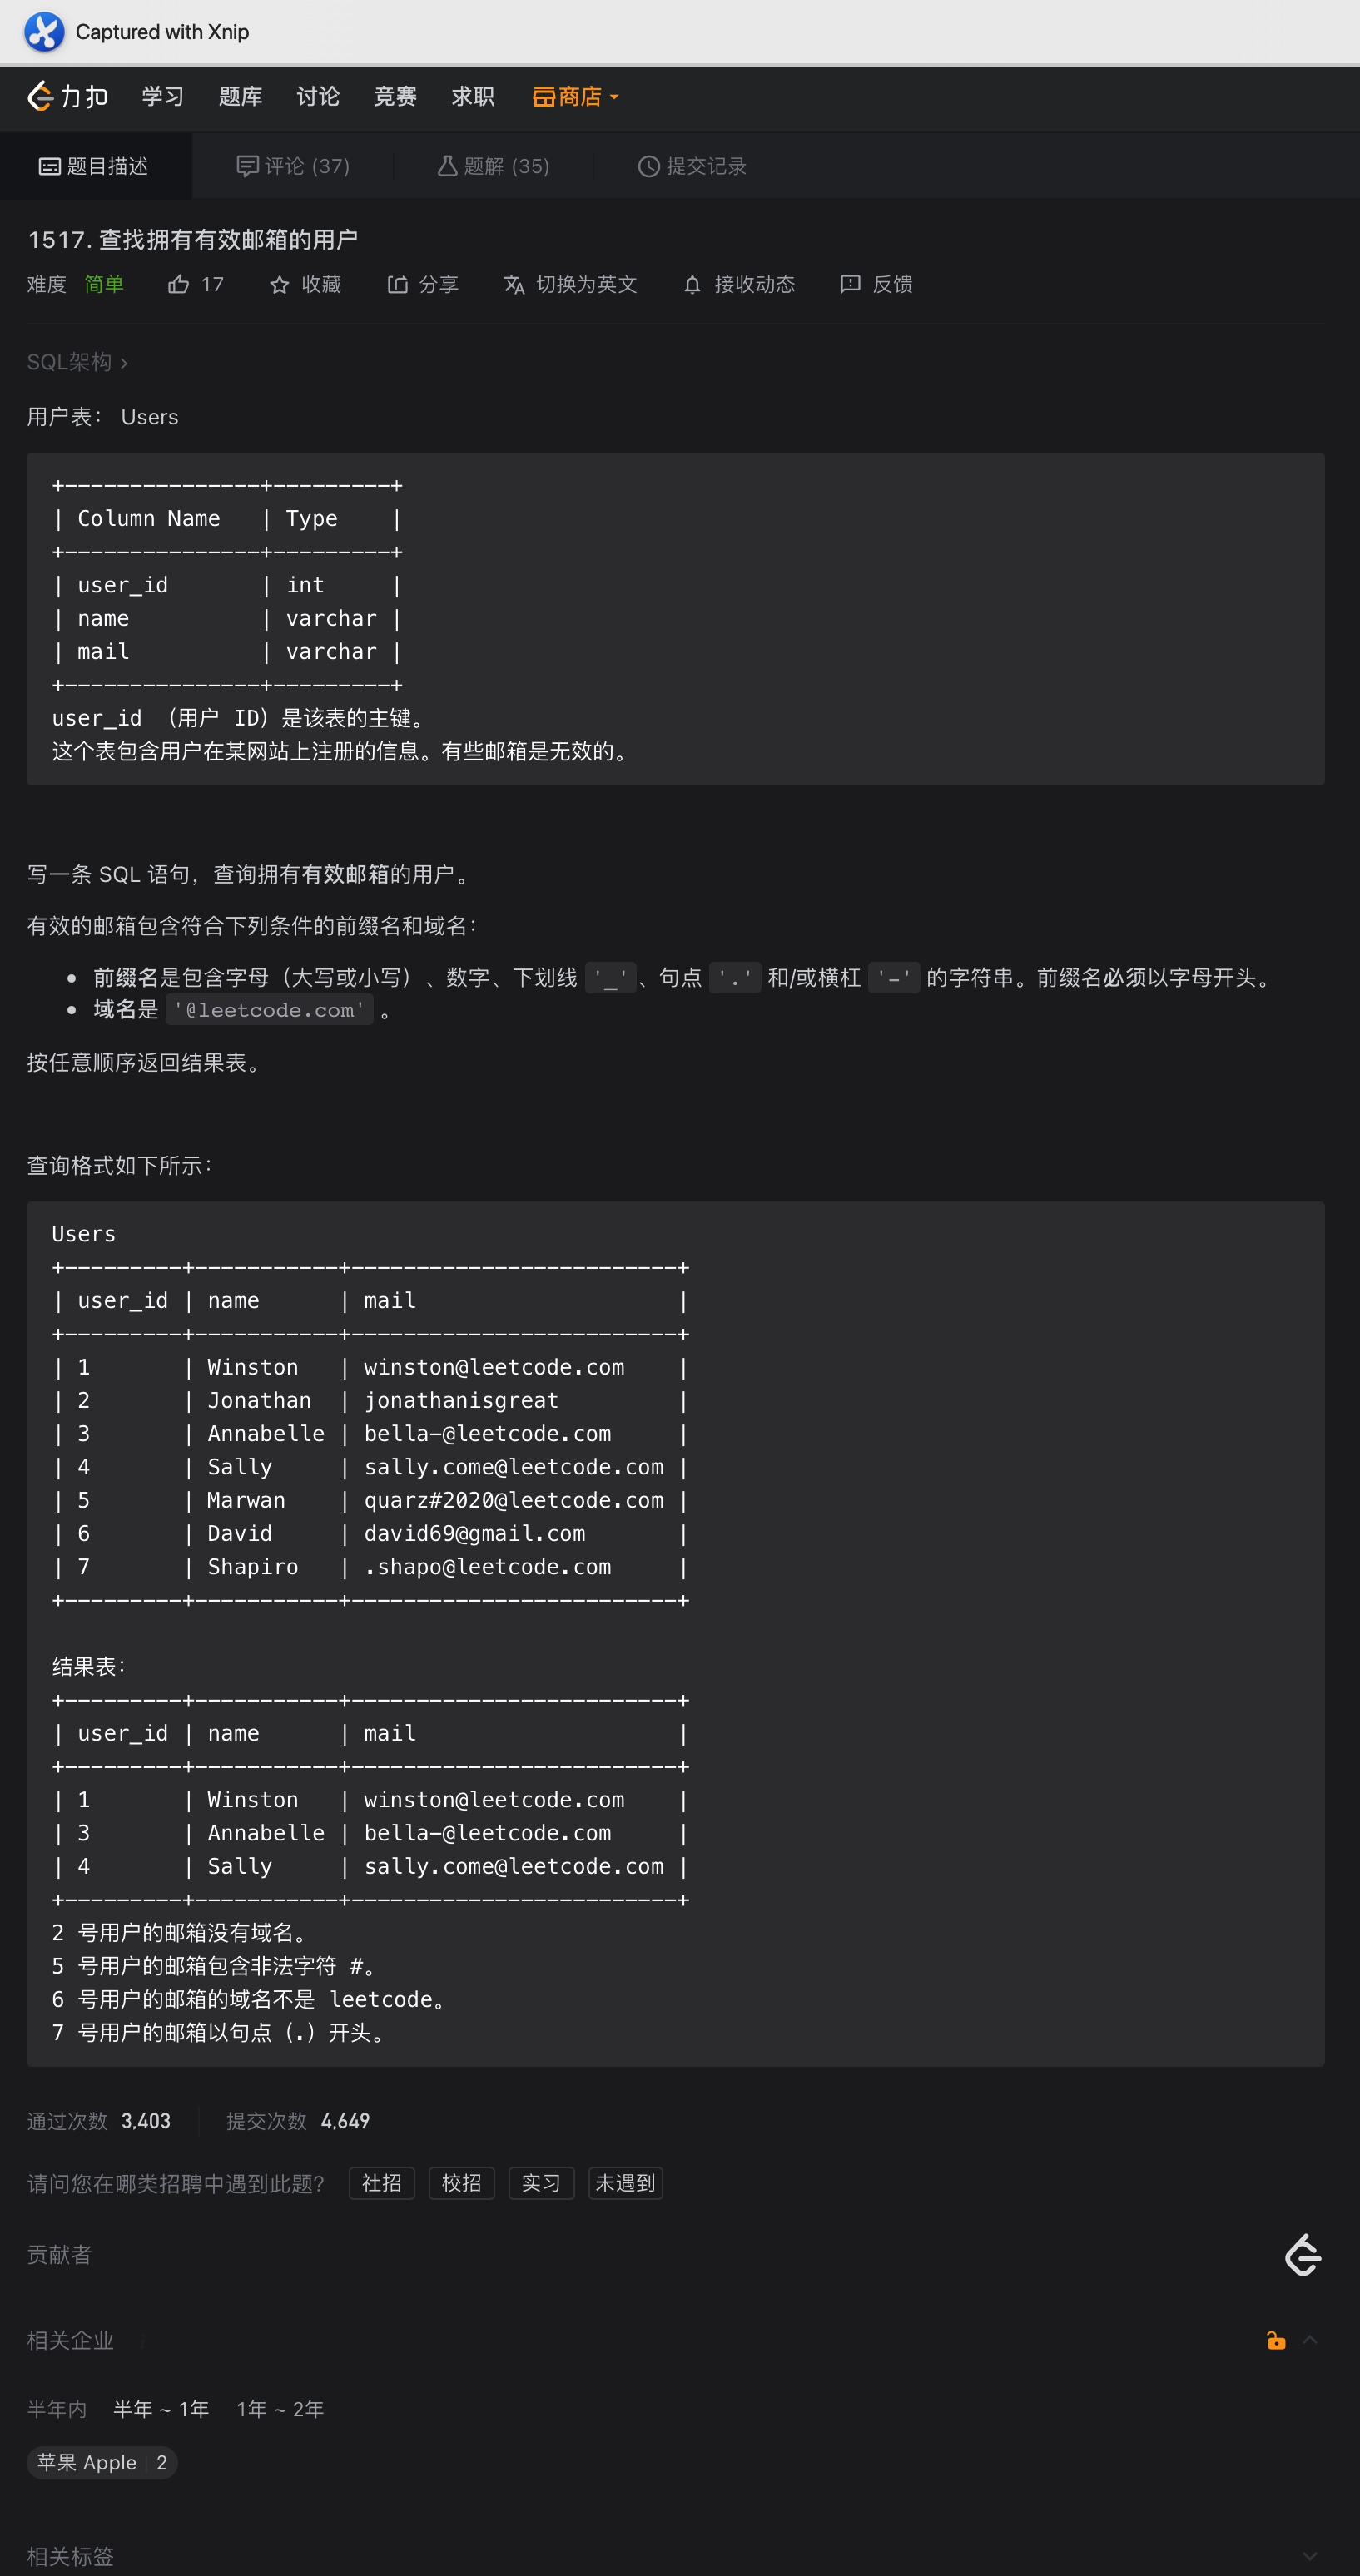 Captured with Xnip
力扣 学习 题库 讨论 竞赛 求职 商店
题目描述 评论 (37) 题解 (35) 提交记录
1517. 查找拥有有效邮箱的用户
难度 简单 17 收藏 分享 切换为英文 接收动态 反馈
SQL架构 >
用户表： Users
+---------------+---------+
| Column Name   | Type    |
+---------------+---------+
| user_id       | int     |
| name          | varchar |
| mail          | varchar |
+---------------+---------+
user_id （用户 ID）是该表的主键。
这个表包含用户在某网站上注册的信息。有些邮箱是无效的。
写一条 SQL 语句，查询拥有有效邮箱的用户。
有效的邮箱包含符合下列条件的前缀名和域名：
• 前缀名是包含字母（大写或小写）、数字、下划线 '_'、句点 '.' 和/或横杠 '-' 的字符串。前缀名必须以字母开头。
• 域名是 '@leetcode.com' 。
按任意顺序返回结果表。
查询格式如下所示：
Users
+---------+-----------+-------------------------+
| user_id | name      | mail                    |
+---------+-----------+-------------------------+
| 1       | Winston   | winston@leetcode.com    |
| 2       | Jonathan  | jonathanisgreat         |
| 3       | Annabelle | bella-@leetcode.com     |
| 4       | Sally     | sally.come@leetcode.com |
| 5       | Marwan    | quarz#2020@leetcode.com |
| 6       | David     | david69@gmail.com       |
| 7       | Shapiro   | .shapo@leetcode.com     |
+---------+-----------+-------------------------+
结果表：
+---------+-----------+-------------------------+
| user_id | name      | mail                    |
+---------+-----------+-------------------------+
| 1       | Winston   | winston@leetcode.com    |
| 3       | Annabelle | bella-@leetcode.com     |
| 4       | Sally     | sally.come@leetcode.com |
+---------+-----------+-------------------------+
2 号用户的邮箱没有域名。
5 号用户的邮箱包含非法字符 #。
6 号用户的邮箱的域名不是 leetcode。
7 号用户的邮箱以句点（.）开头。
通过次数 3,403 提交次数 4,649
请问您在哪类招聘中遇到此题? 社招 校招 实习 未遇到
贡献者
相关企业
半年内 半年 ~ 1年 1年 ~ 2年
苹果 Apple 2
相关标签